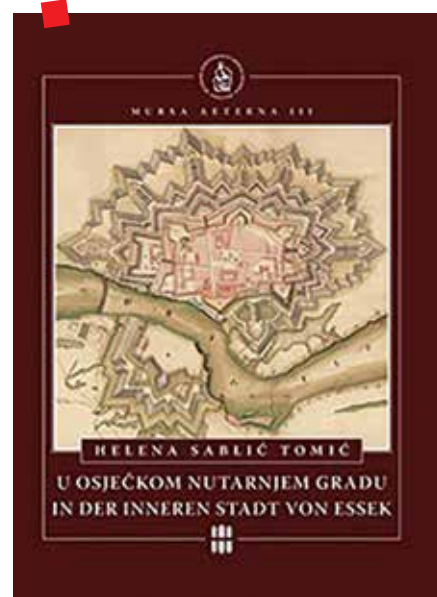 MURSA AETERNA III
HELENA SABLIĆ TOMIĆ
U OSJEČKOM NUTARNJEM GRADU
IN DER INNEREN STADT VON ESSEK